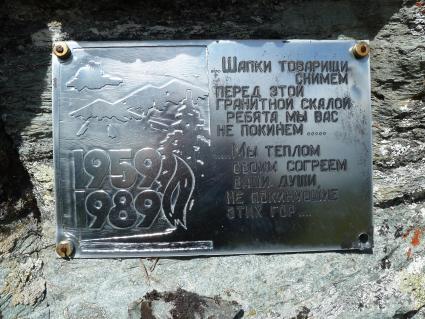 Шапки товарищи
снимем
перед этой
гранитной скалой
ребята мы вас
не покинем .....
.....Мы теплом
своим согреем
ваши души,
не покинувшие
этих гор ....
1959
1989